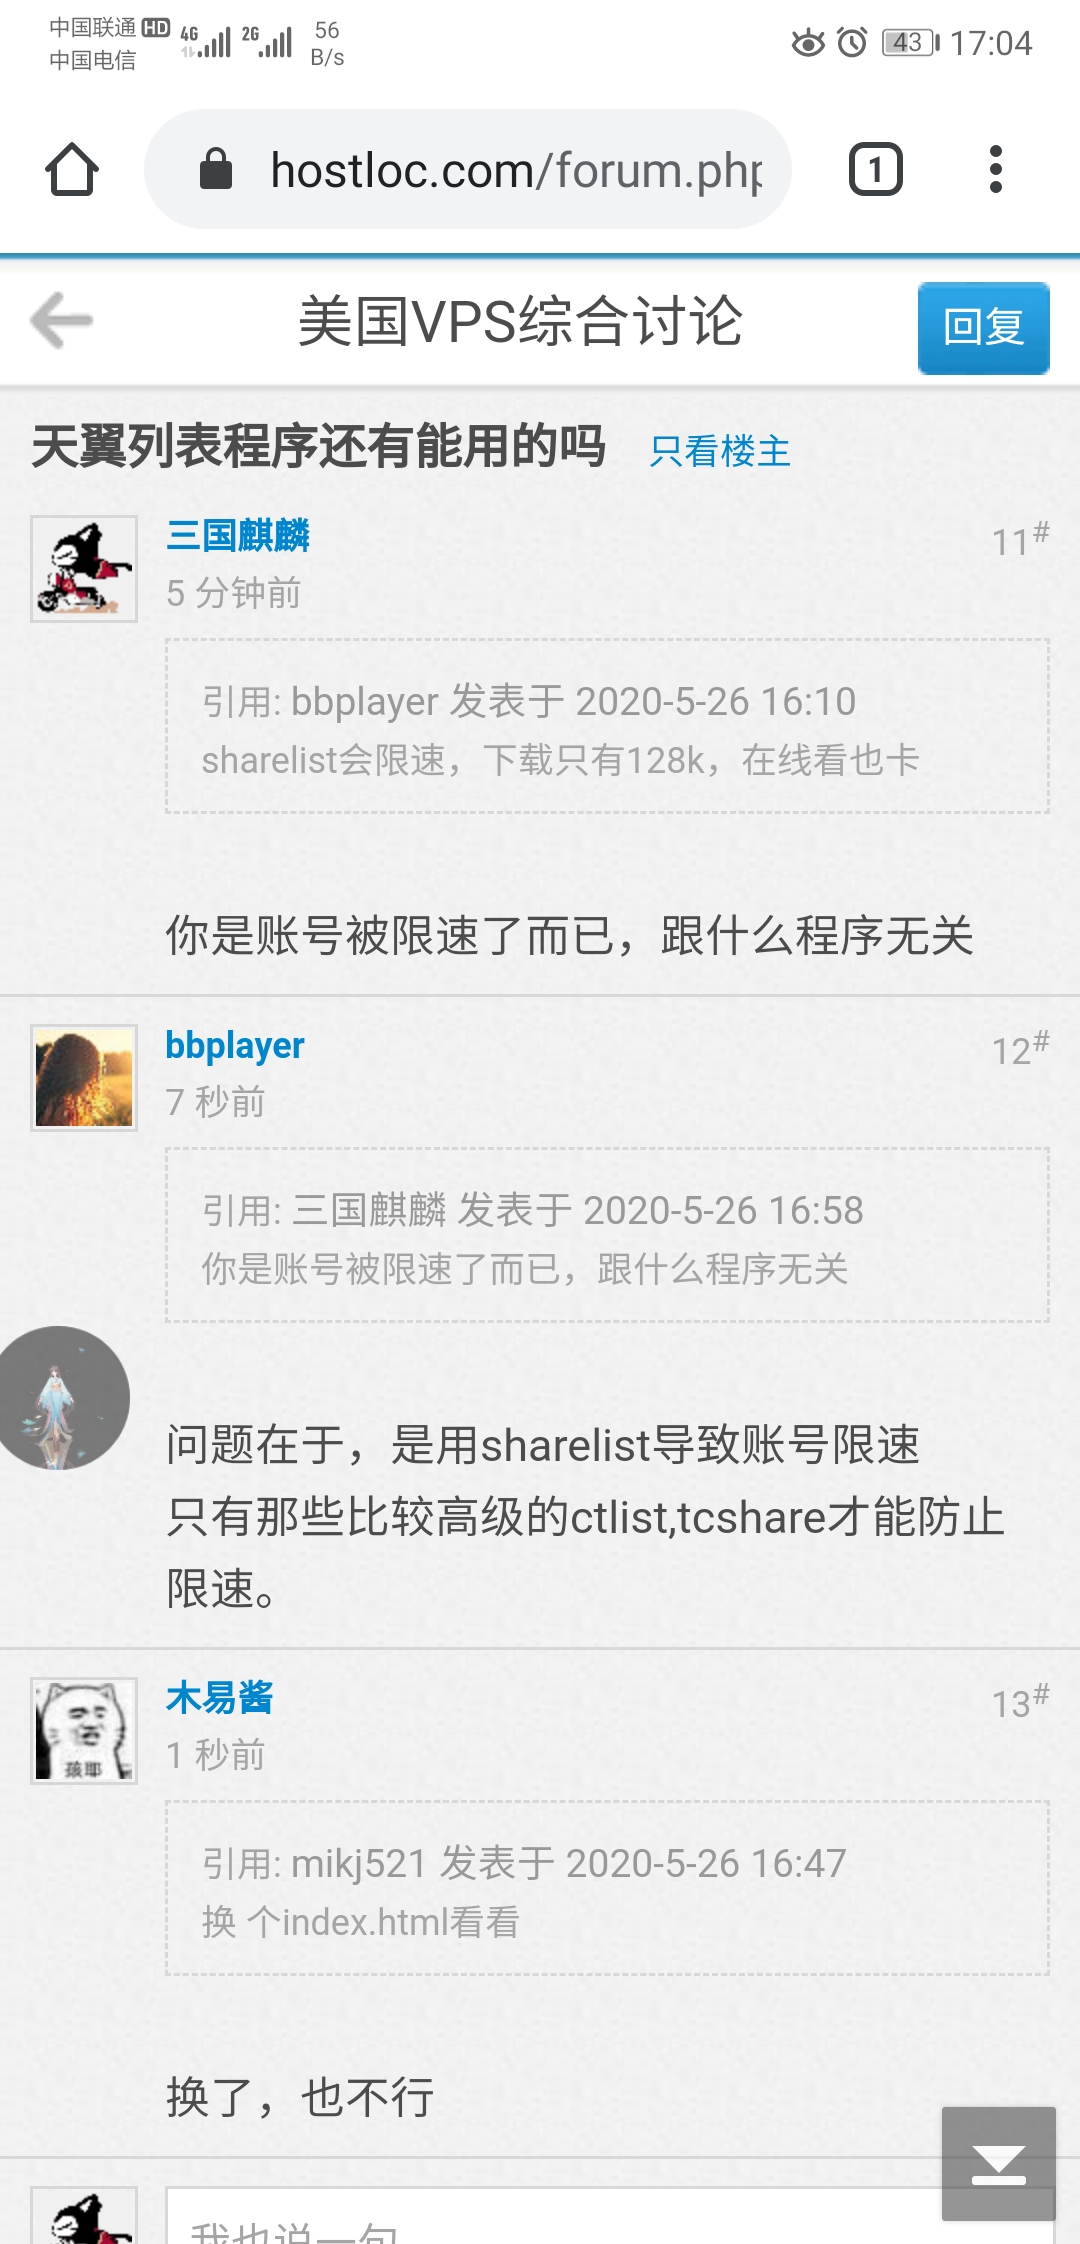 中国联通 HD 4G 2G 56 43 17:04
中国电信 B/s
hostloc.com/forum.php 1
美国VPS综合讨论 回复
天翼列表程序还有能用的吗 只看楼主
三国麒麟 11#
5 分钟前
引用: bbplayer 发表于 2020-5-26 16:10
sharelist会限速，下载只有128k，在线看也卡
你是账号被限速了而已，跟什么程序无关
bbplayer 12#
7 秒前
引用: 三国麒麟 发表于 2020-5-26 16:58
你是账号被限速了而已，跟什么程序无关
问题在于，是用sharelist导致账号限速
只有那些比较高级的ctlist,tcshare才能防止
限速。
木易酱 13#
孩耶
1 秒前
引用: mikj521 发表于 2020-5-26 16:47
换 个index.html看看
换了，也不行
我也说一句